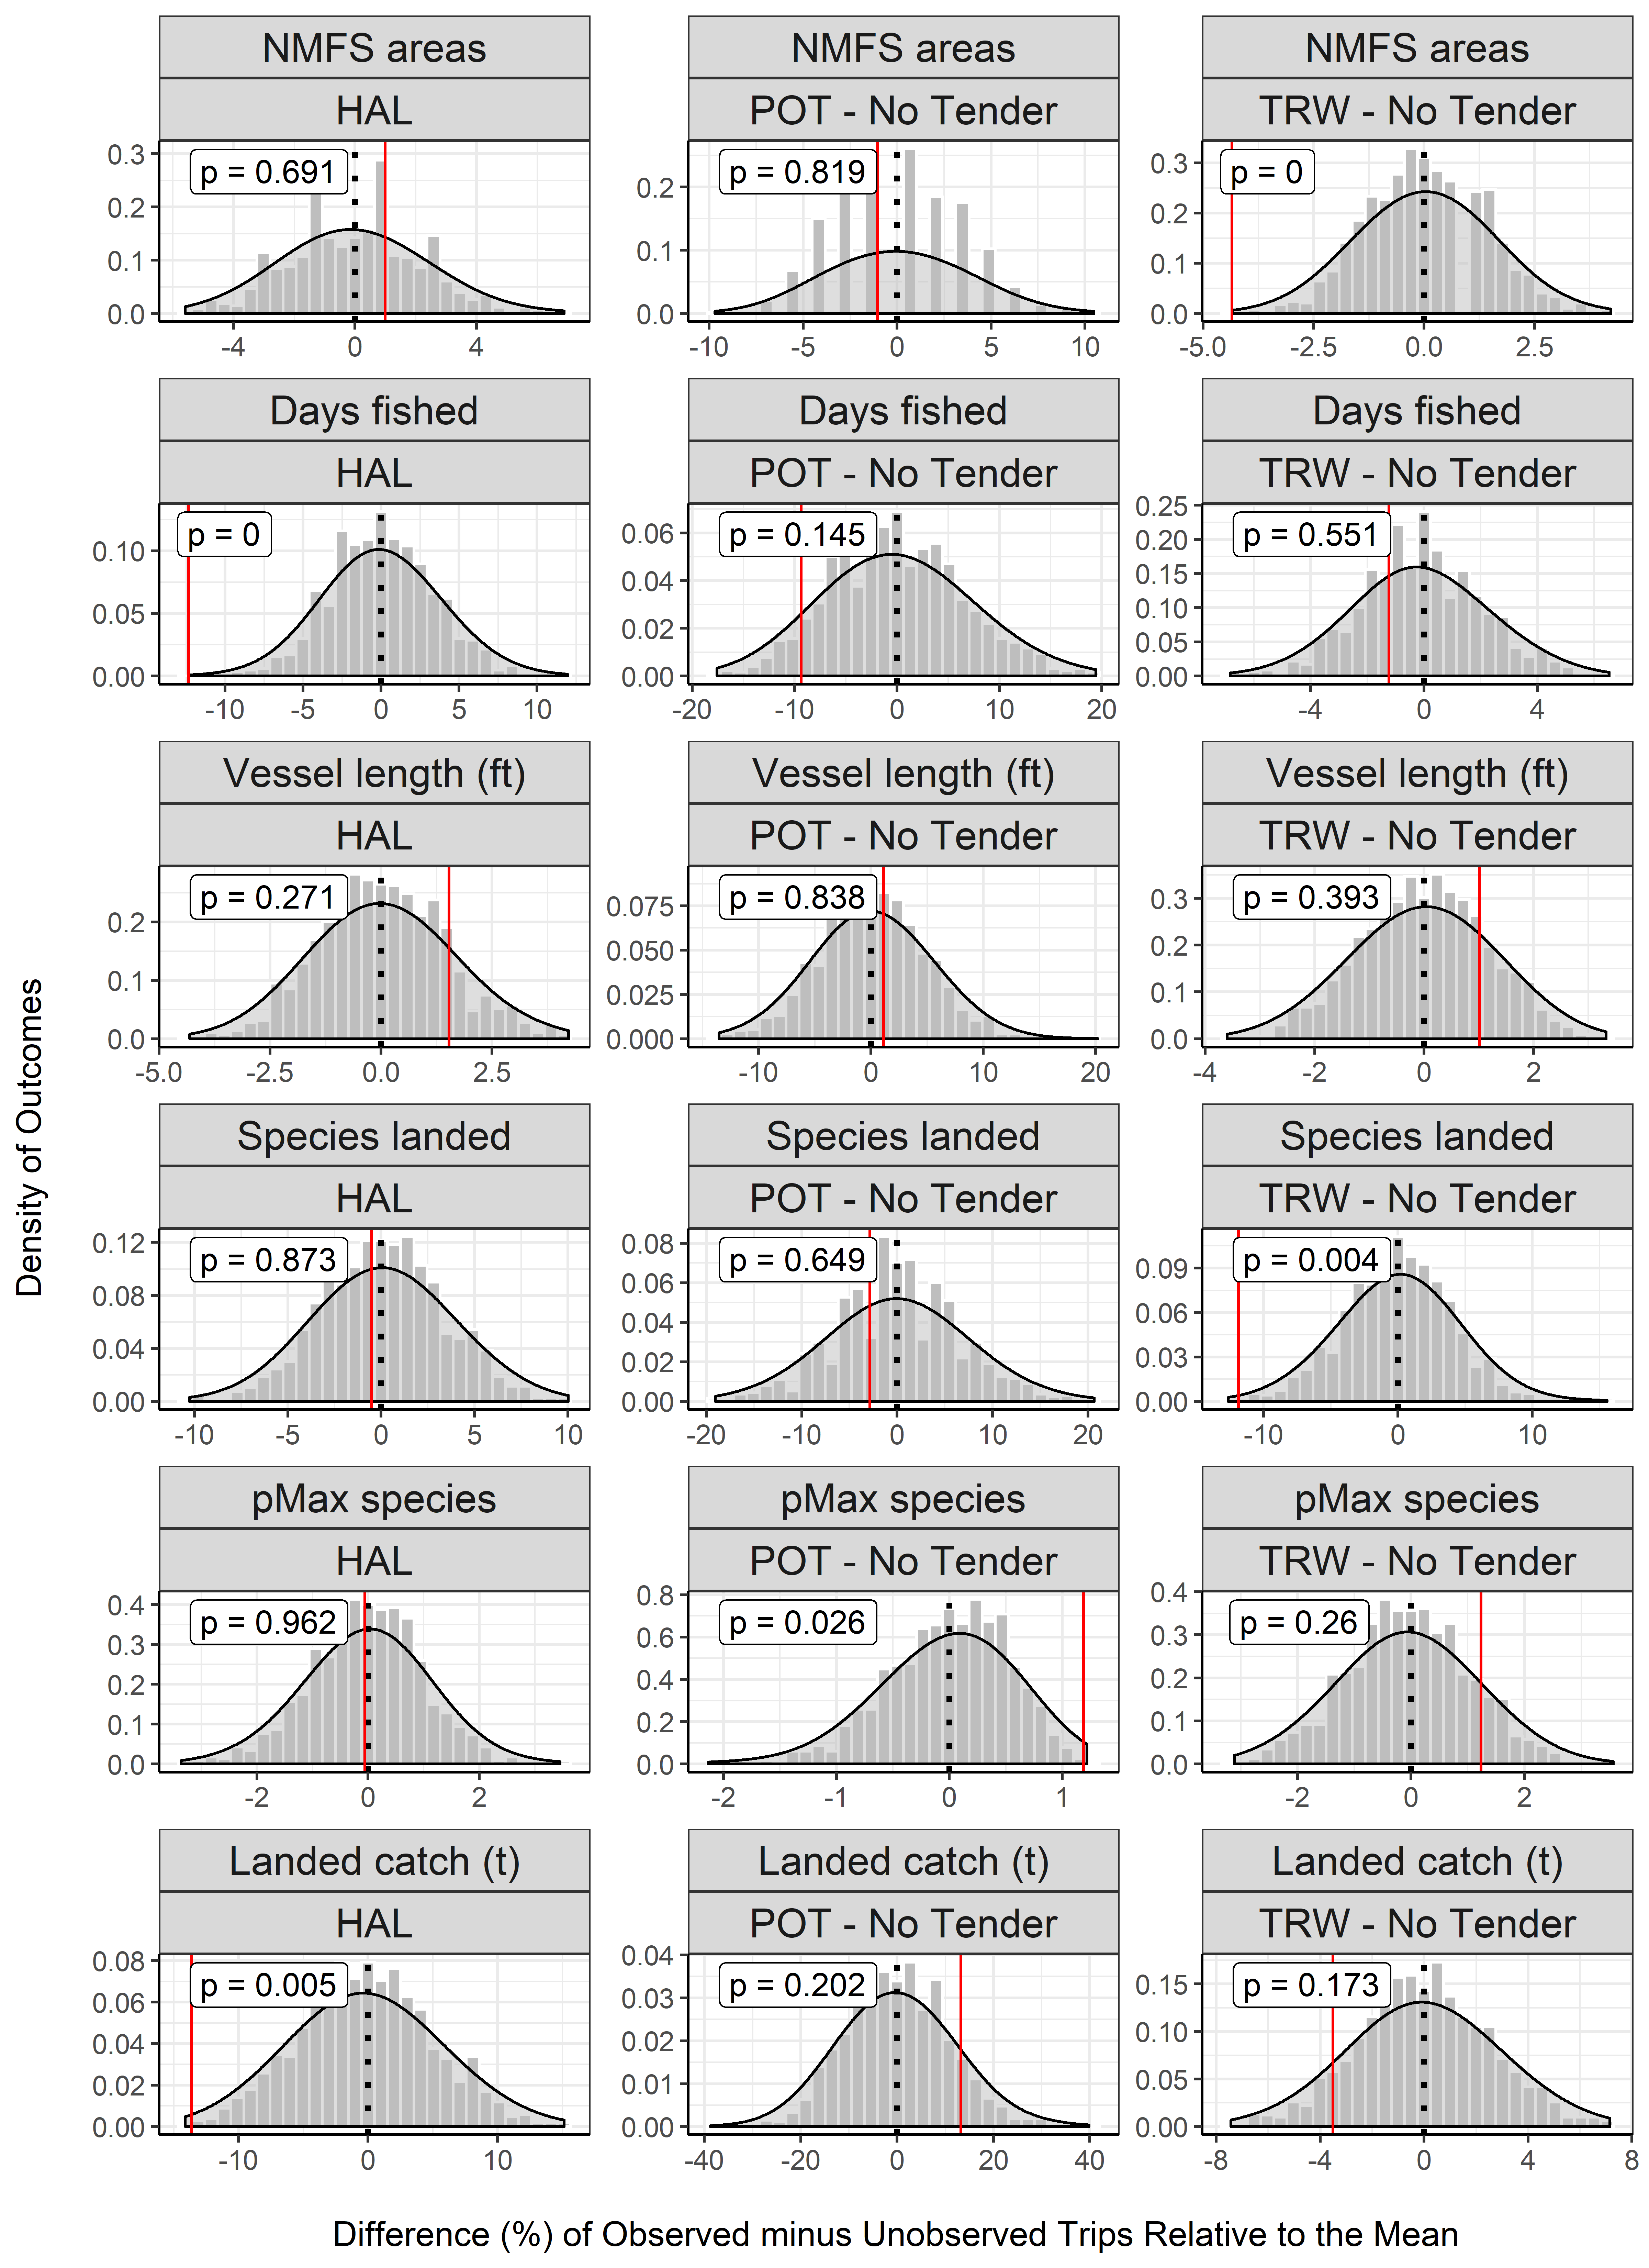 NMFS areas NMFS areas NMFS areas
HAL POT - No Tender TRW - No Tender
p = 0.691 p = 0.819 p = 0
0.3 0.2 0.1 0.0 0.2 0.1 0.0 0.3 0.2 0.1 0.0
-4 0 4 -10 -5 0 5 10 -5.0 -2.5 0.0 2.5
Days fished Days fished Days fished
HAL POT - No Tender TRW - No Tender
p = 0 p = 0.145 p = 0.551
0.10 0.05 0.00 0.06 0.04 0.02 0.00 0.25 0.20 0.15 0.10 0.05 0.00
-10 -5 0 5 10 -20 -10 0 10 20 -4 0 4
Vessel length (ft) Vessel length (ft) Vessel length (ft)
HAL POT - No Tender TRW - No Tender
p = 0.271 p = 0.838 p = 0.393
0.2 0.1 0.0 0.075 0.050 0.025 0.000 0.3 0.2 0.1 0.0
-5.0 -2.5 0.0 2.5 -10 0 10 20 -4 -2 0 2
Species landed Species landed Species landed
HAL POT - No Tender TRW - No Tender
p = 0.873 p = 0.649 p = 0.004
0.12 0.08 0.04 0.00 0.08 0.06 0.04 0.02 0.00 0.09 0.06 0.03 0.00
-10 -5 0 5 10 -20 -10 0 10 20 -10 0 10
pMax species pMax species pMax species
HAL POT - No Tender TRW - No Tender
p = 0.962 p = 0.026 p = 0.26
0.4 0.3 0.2 0.1 0.0 0.8 0.6 0.4 0.2 0.0 0.4 0.3 0.2 0.1 0.0
-2 0 2 -2 -1 0 1 -2 0 2
Landed catch (t) Landed catch (t) Landed catch (t)
HAL POT - No Tender TRW - No Tender
p = 0.005 p = 0.202 p = 0.173
0.08 0.06 0.04 0.02 0.00 0.04 0.03 0.02 0.01 0.00 0.15 0.10 0.05 0.00
-10 0 10 -40 -20 0 20 40 -8 -4 0 4 8
Density of Outcomes
Difference (%) of Observed minus Unobserved Trips Relative to the Mean